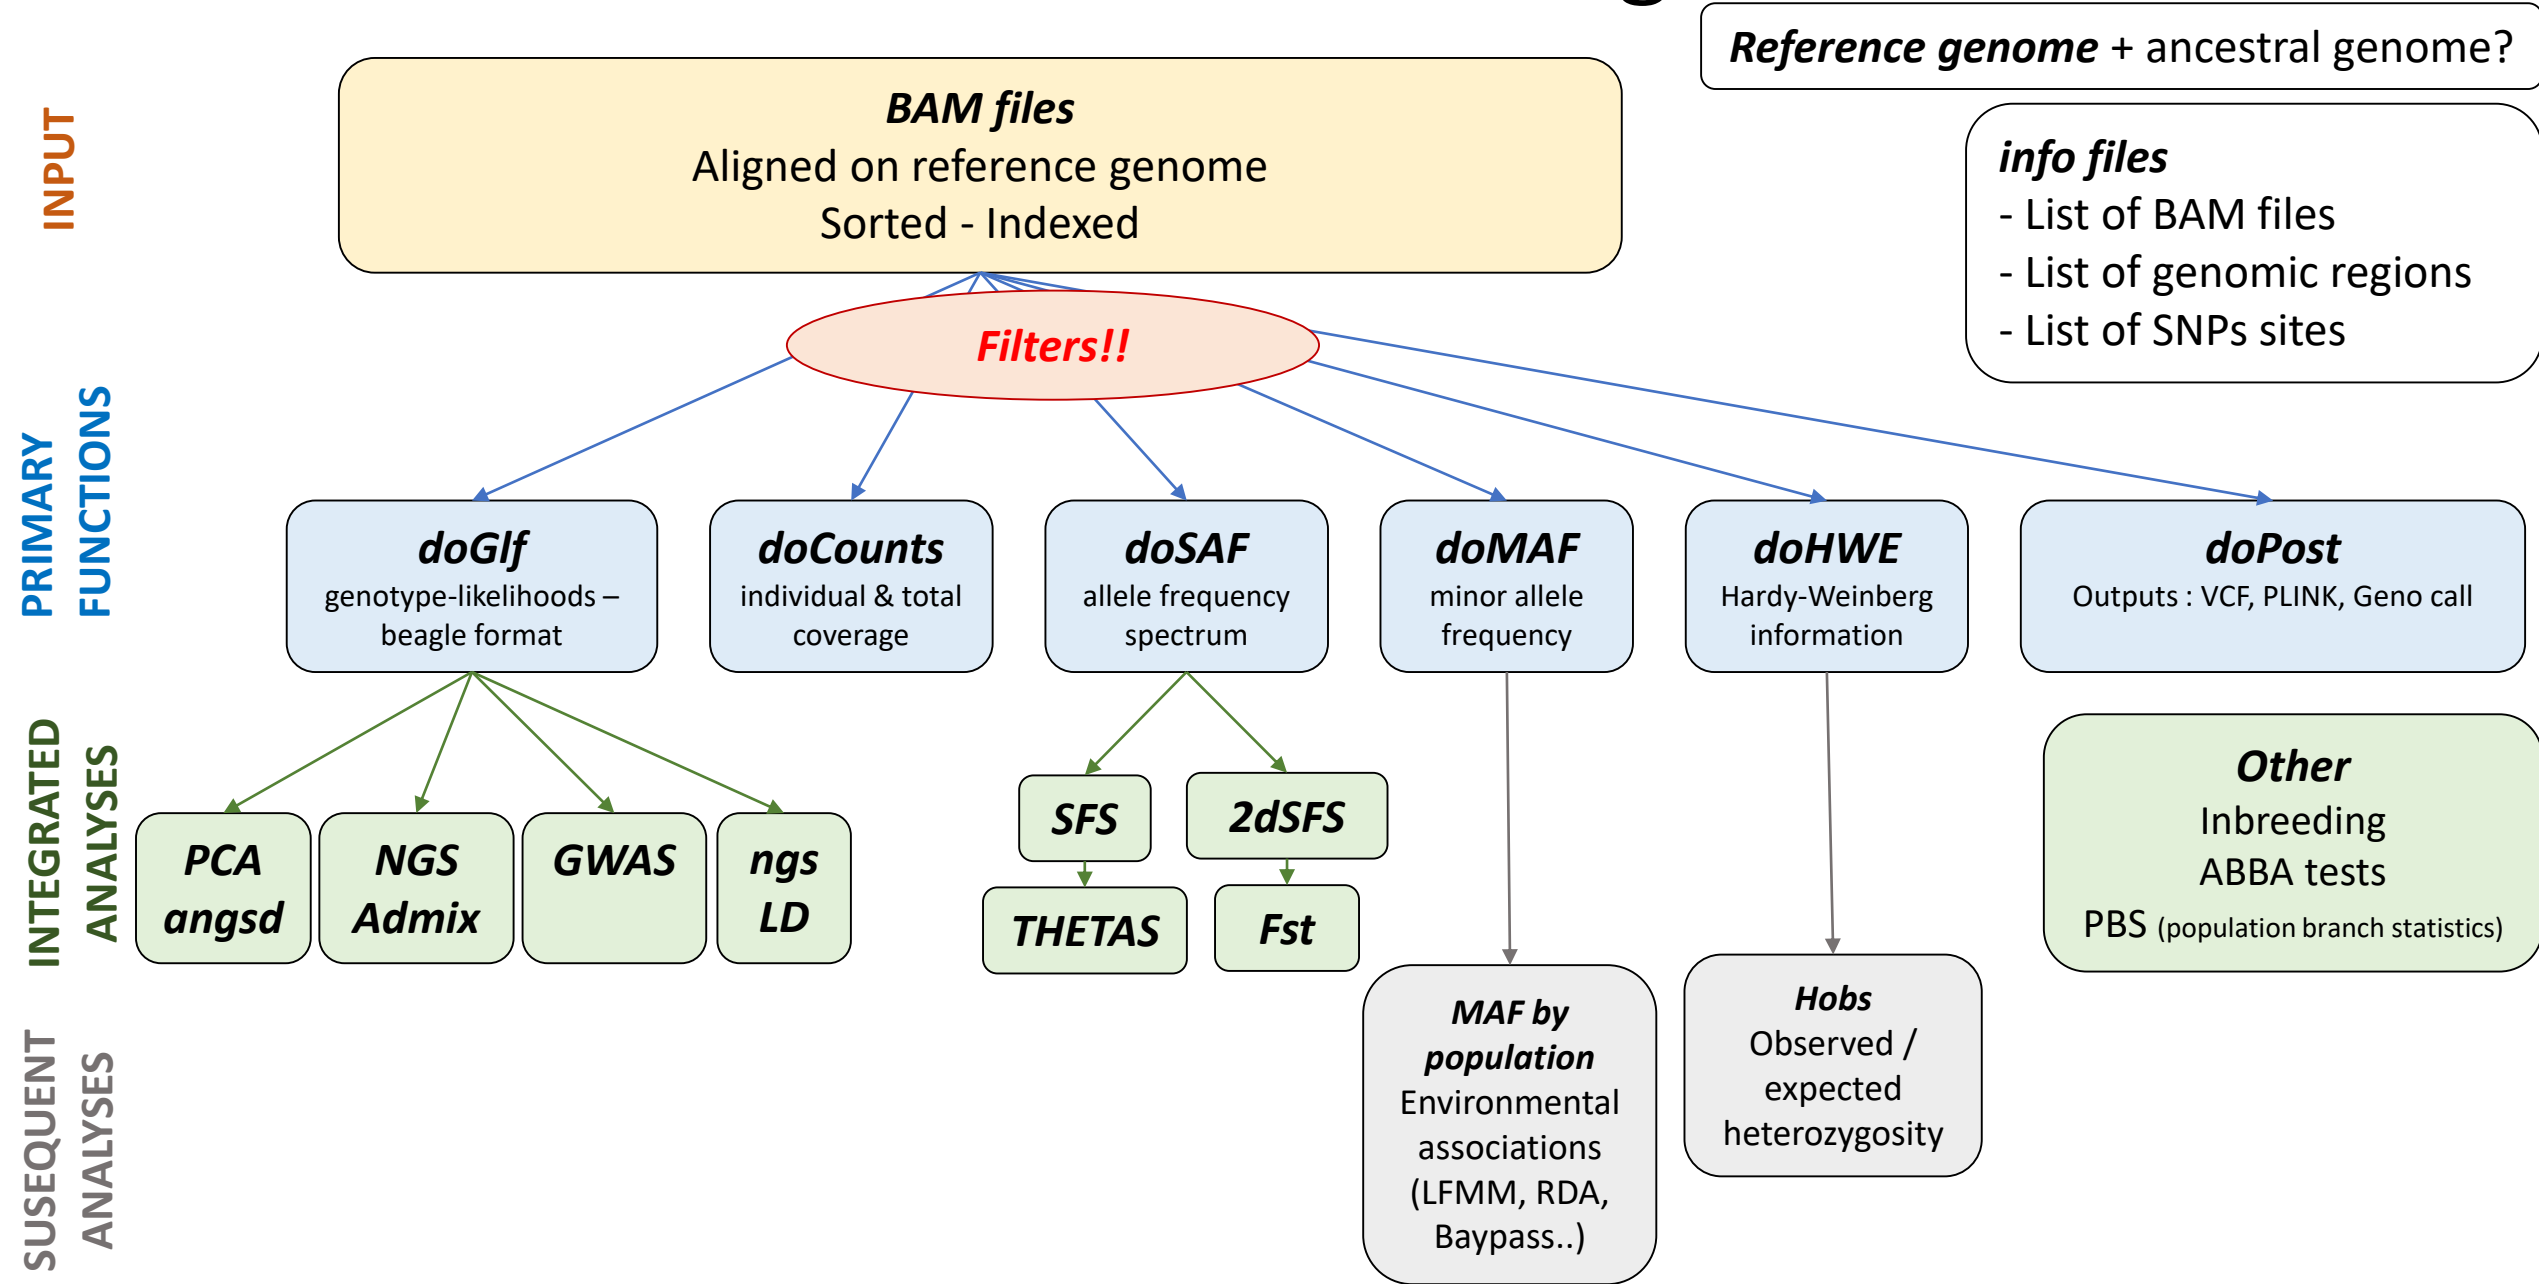 Reference genome + ancestral genome?
INPUT
BAM files
Aligned on reference genome
Sorted - Indexed
info files
- List of BAM files
- List of genomic regions
- List of SNPs sites
Filters!!
PRIMARY
FUNCTIONS
doGlf
genotype-likelihoods –
beagle format
doCounts
individual & total
coverage
doSAF
allele frequency
spectrum
doMAF
minor allele
frequency
doHWE
Hardy-Weinberg
information
doPost
Outputs : VCF, PLINK, Geno call
INTEGRATED
ANALYSES
PCA
angsd
NGS
Admix
GWAS
ngs
LD
SFS
THETAS
2dSFS
Fst
Other
Inbreeding
ABBA tests
PBS (population branch statistics)
SUSEQUENT
ANALYSES
MAF by
population
Environmental
associations
(LFMM, RDA,
Baypass..)
Hobs
Observed /
expected
heterozygosity